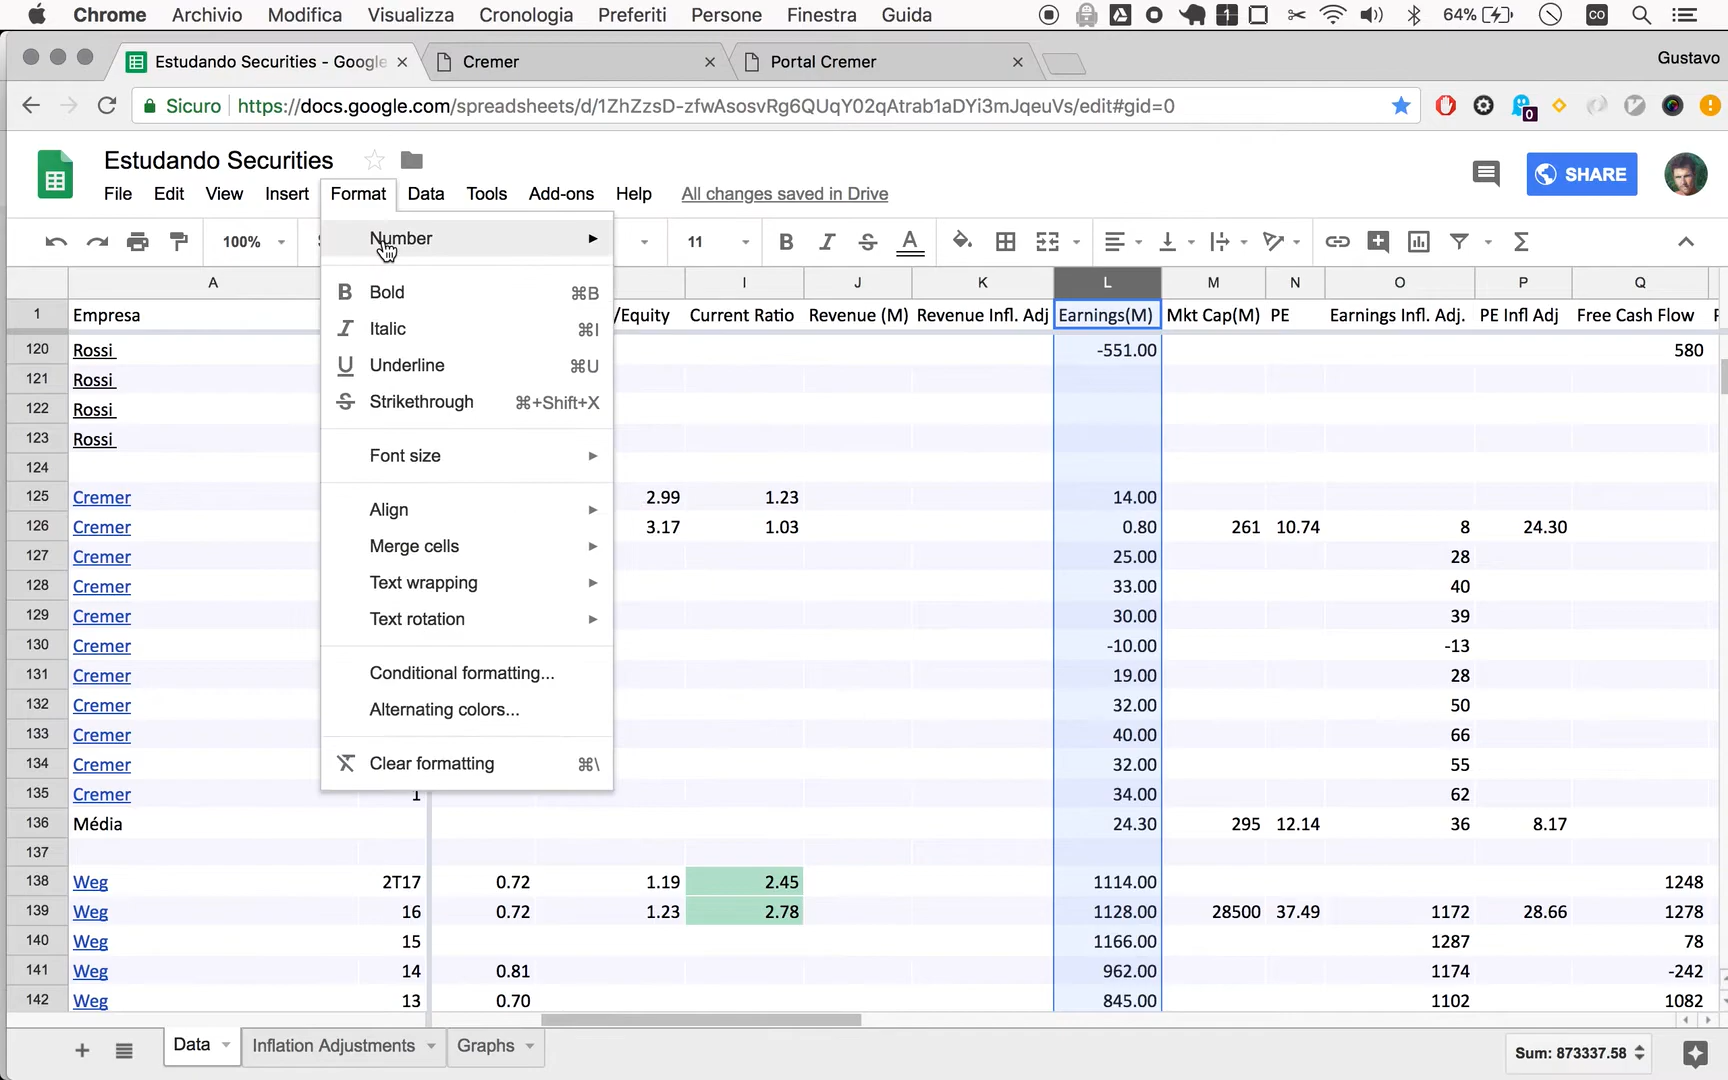 Chrome Archivio Modifica Visualizza Cronologia Preferiti Persone Finestra Guida 1 64% CO
Estudando Securities - Google Cremer Portal Cremer Gustavo
Sicuro https://docs.google.com/spreadsheets/d/1ZhZzsD-zfwAsosvRg6QUqY02qAtrab1aDYi3mJqeuVs/edit#gid=0 0
Estudando Securities
File Edit View Insert Format Data Tools Add-ons Help All changes saved in Drive SHARE
100% 11
Number
Bold ⌘B
Italic ⌘I
Underline ⌘U
Strikethrough ⌘+Shift+X
Font size
Align
Merge cells
Text wrapping
Text rotation
Conditional formatting...
Alternating colors...
Clear formatting ⌘\
A I J K L M N O P Q
1 Empresa /Equity Current Ratio Revenue (M) Revenue Infl. Adj Earnings(M) Mkt Cap(M) PE Earnings Infl. Adj. PE Infl Adj Free Cash Flow
120 Rossi -551.00 580
121 Rossi
122 Rossi
123 Rossi
124
125 Cremer 2.99 1.23 14.00
126 Cremer 3.17 1.03 0.80 261 10.74 8 24.30
127 Cremer 25.00 28
128 Cremer 33.00 40
129 Cremer 30.00 39
130 Cremer -10.00 -13
131 Cremer 19.00 28
132 Cremer 32.00 50
133 Cremer 40.00 66
134 Cremer 32.00 55
135 Cremer 1 34.00 62
136 Média 24.30 295 12.14 36 8.17
137
138 Weg 2T17 0.72 1.19 2.45 1114.00 1248
139 Weg 16 0.72 1.23 2.78 1128.00 28500 37.49 1172 28.66 1278
140 Weg 15 1166.00 1287 78
141 Weg 14 0.81 962.00 1174 -242
142 Weg 13 0.70 845.00 1102 1082
Data Inflation Adjustments Graphs Sum: 873337.58